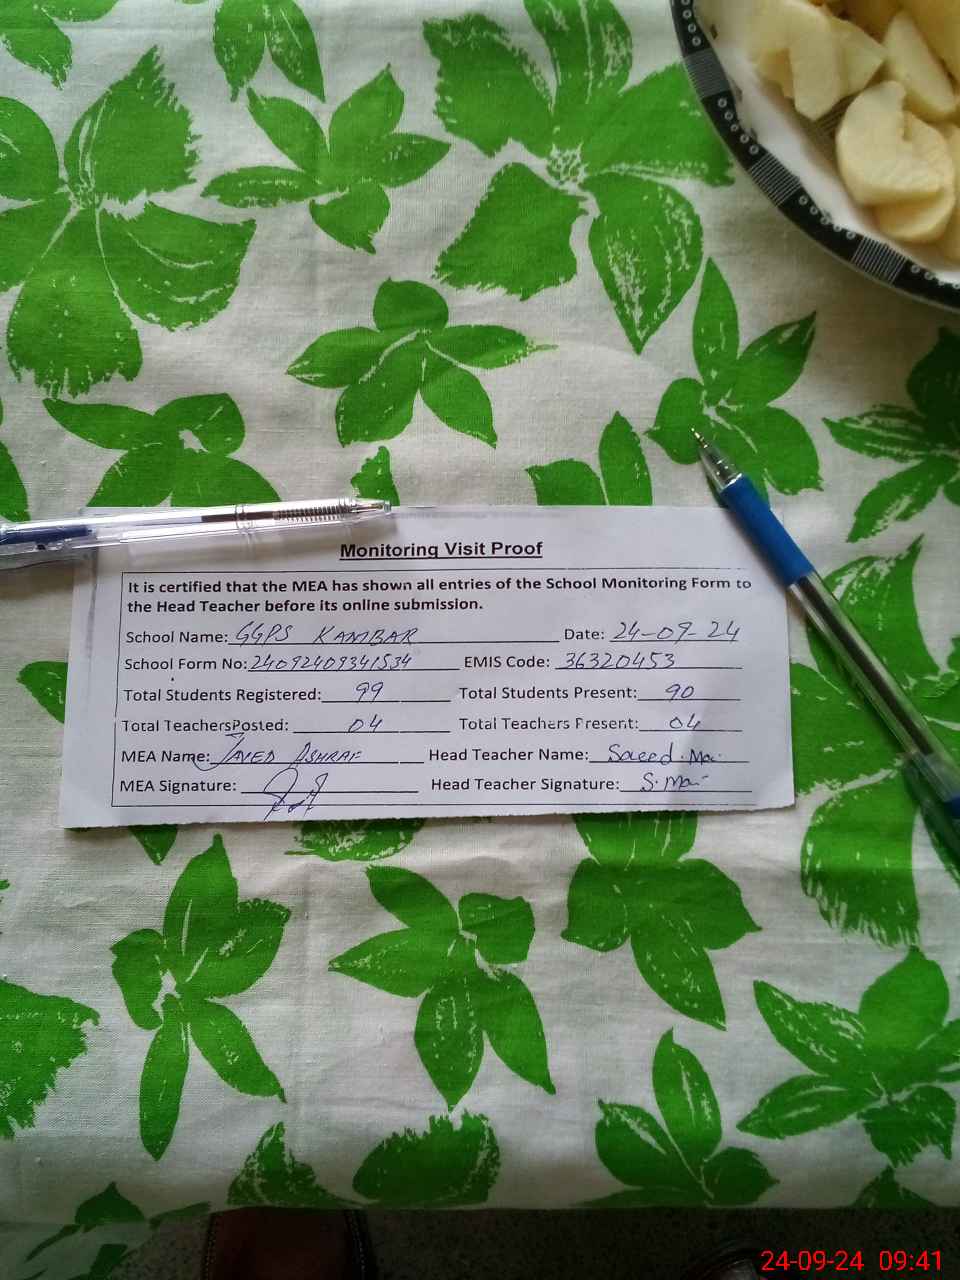 Monitoring Visit Proof
It is certified that the MEA has shown all entries of the School Monitoring Form to
the Head Teacher before its online submission.
School Name: GGPS KAMBAR Date: 24-09-24
School Form No: 24092409341534 EMIS Code: 36320453
Total Students Registered: 99 Total Students Present: 90
Total TeachersPosted: 04 Total Teachers Present: 04
MEA Name: JAVED ASHRAF Head Teacher Name: Saeed
MEA Signature: Head Teacher Signature:
24-09-24 09:41